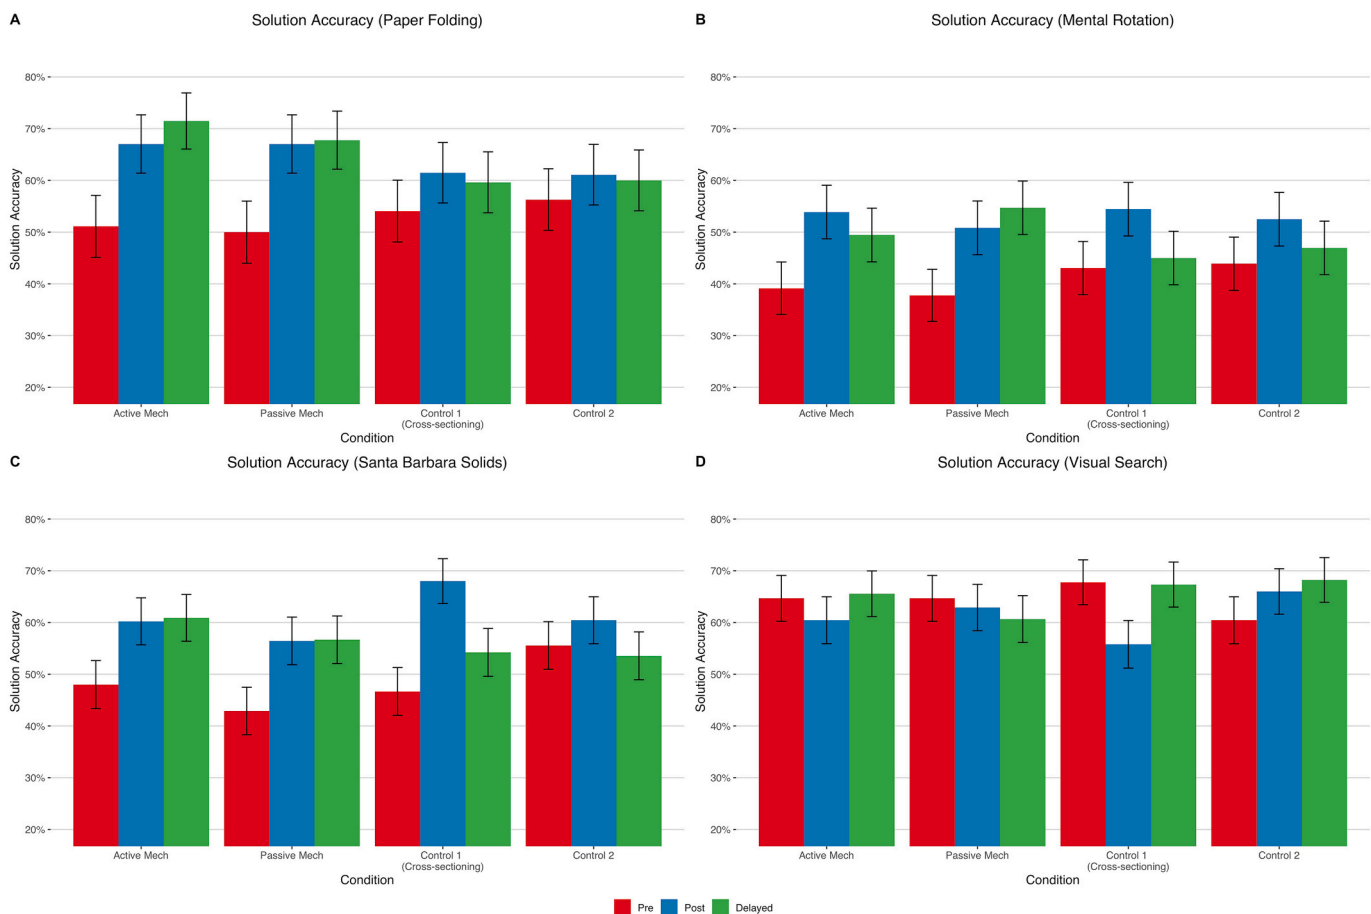 A
Solution Accuracy (Paper Folding)
Solution Accuracy
80%
70%
60%
50%
40%
30%
20%
Active Mech
Passive Mech
Control 1
(Cross-sectioning)
Control 2
Condition
B
Solution Accuracy (Mental Rotation)
Solution Accuracy
80%
70%
60%
50%
40%
30%
20%
Active Mech
Passive Mech
Control 1
(Cross-sectioning)
Control 2
Condition
C
Solution Accuracy (Santa Barbara Solids)
Solution Accuracy
80%
70%
60%
50%
40%
30%
20%
Active Mech
Passive Mech
Control 1
(Cross-sectioning)
Control 2
Condition
D
Solution Accuracy (Visual Search)
Solution Accuracy
80%
70%
60%
50%
40%
30%
20%
Active Mech
Passive Mech
Control 1
(Cross-sectioning)
Control 2
Condition
Pre Post Delayed